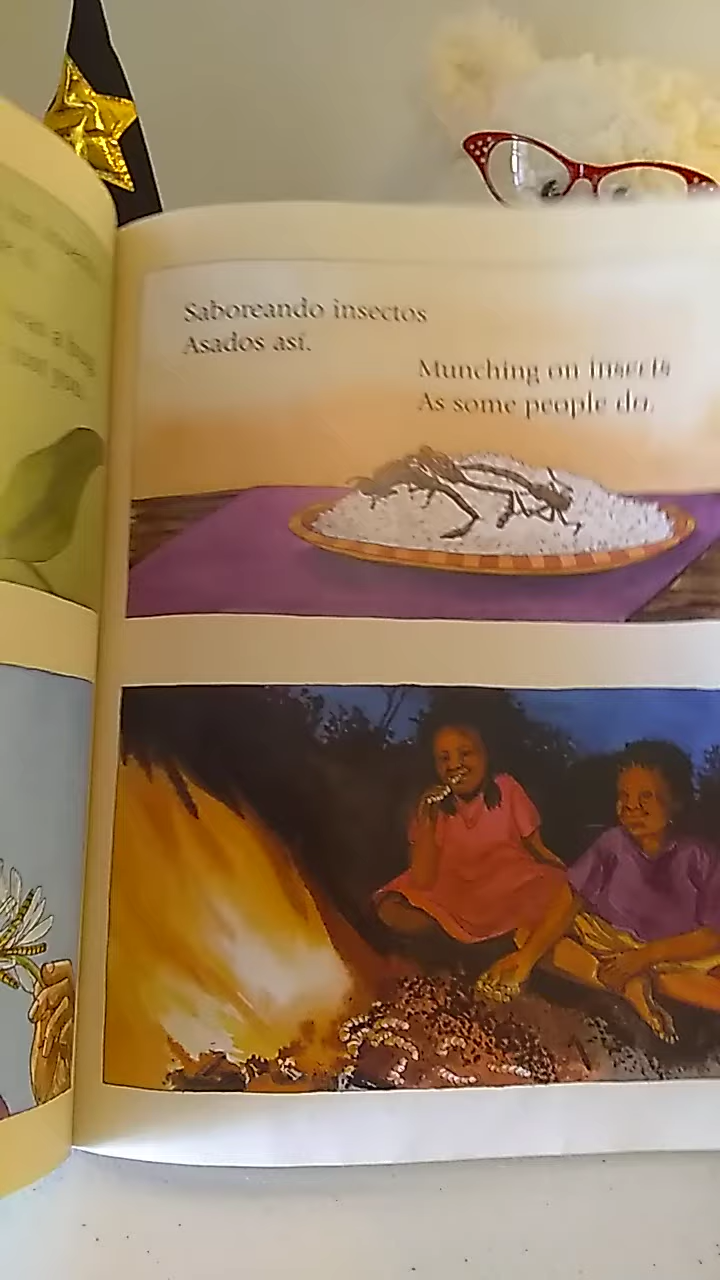 Saboreando insectos
Asados así.
Munching on insects
As some people do.